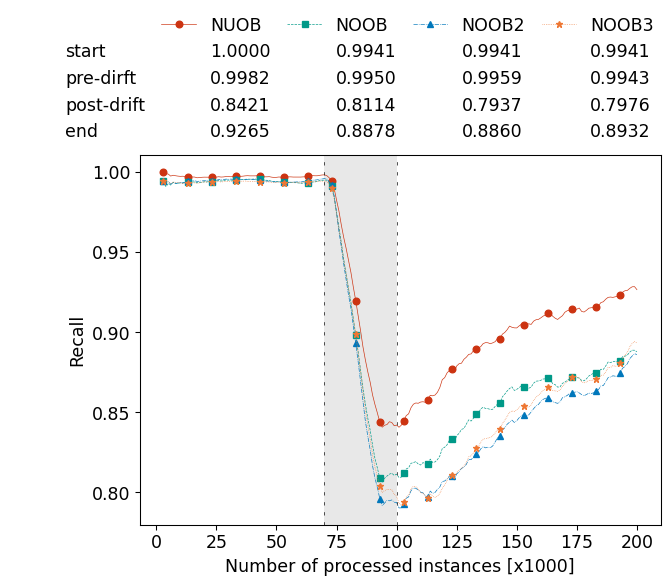 NUOB NOOB NOOB2 NOOB3
start 1.0000 0.9941 0.9941 0.9941
pre-dirft 0.9982 0.9950 0.9959 0.9943
post-drift 0.8421 0.8114 0.7937 0.7976
end 0.9265 0.8878 0.8860 0.8932
1.00
0.95
0.90
0.85
0.80
Recall
0 25 50 75 100 125 150 175 200
Number of processed instances [x1000]